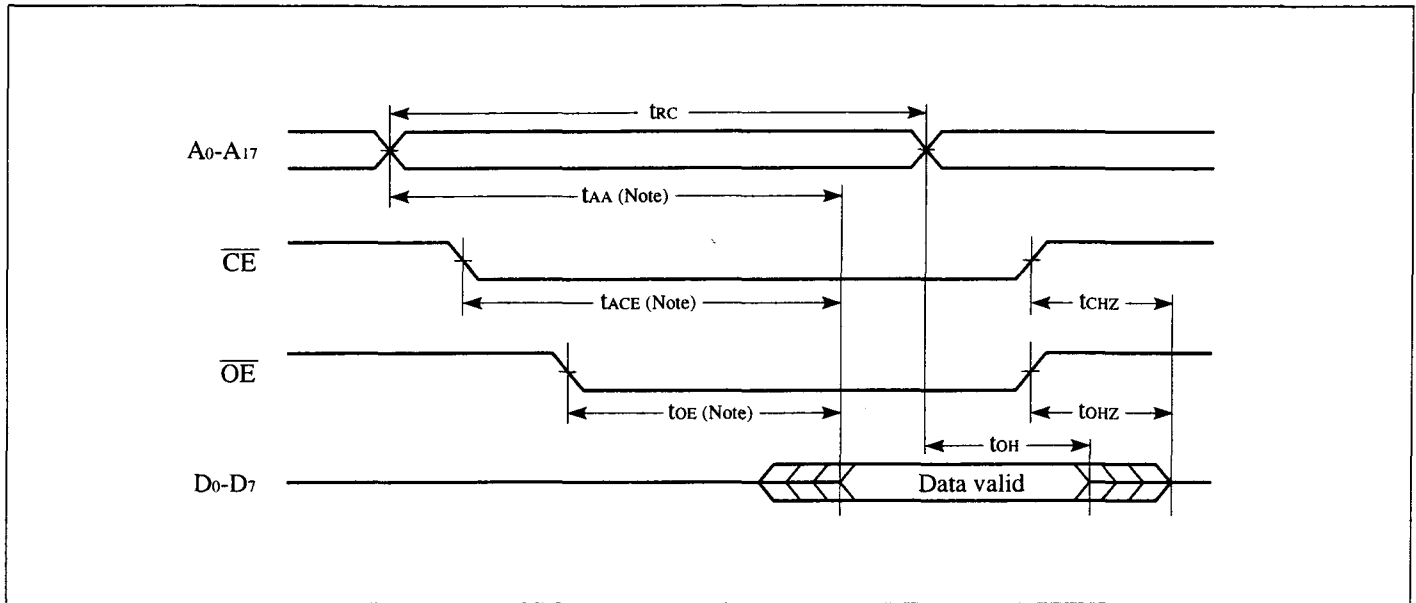 tRC
A0-A17
tAA (Note)
CE
tACE (Note)
tCHZ
OE
tOE (Note)
tOHZ
tOH
D0-D7
Data valid